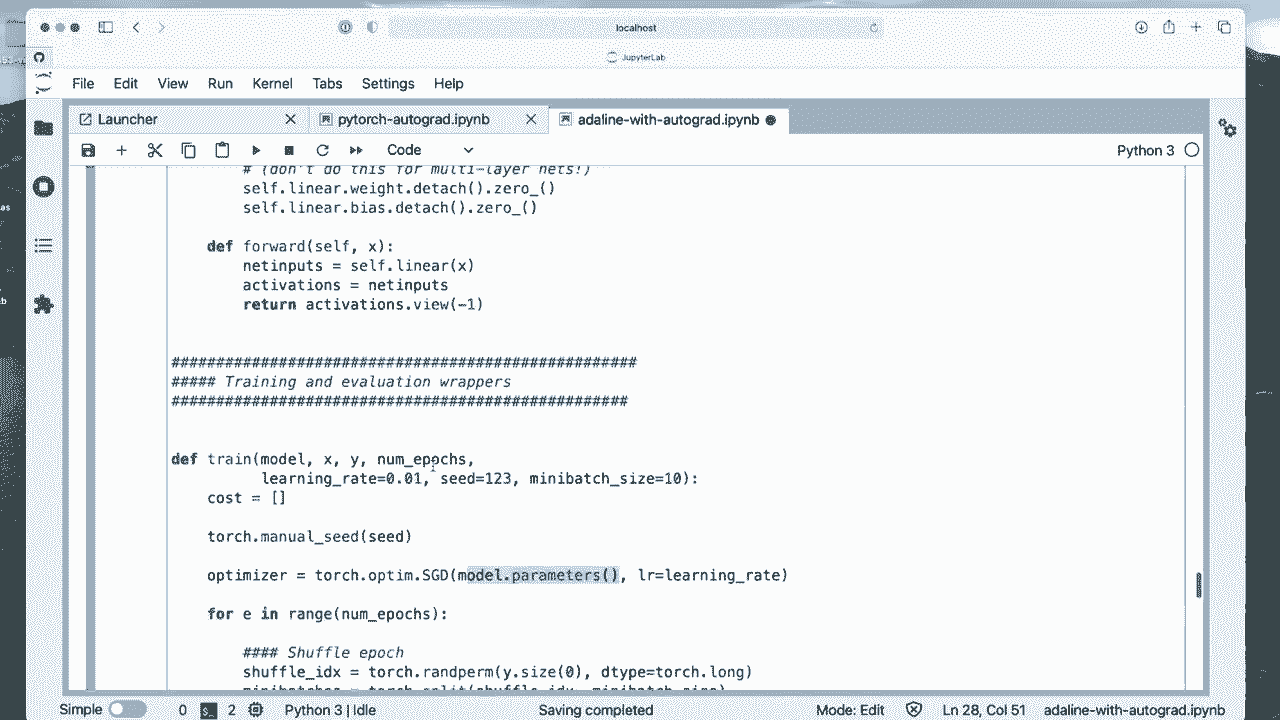 localhost
JupyterLab
File Edit View Run Kernel Tabs Settings Help
Launcher pytorch-autograd.ipynb adaline-with-autograd.ipynb
Code Python 3
# (don't do this for multi-layer nets!)
self.linear.weight.detach().zero_()
self.linear.bias.detach().zero_()
def forward(self, x):
netinputs = self.linear(x)
activations = netinputs
return activations.view(-1)
####################################################
##### Training and evaluation wrappers
###################################################
def train(model, x, y, num_epochs,
learning_rate=0.01, seed=123, minibatch_size=10):
cost = []
torch.manual_seed(seed)
optimizer = torch.optim.SGD(model.parameters(), lr=learning_rate)
for e in range(num_epochs):
#### Shuffle epoch
shuffle_idx = torch.randperm(y.size(0), dtype=torch.long)
minibatches = torch.split(shuffle_idx, minibatch_size)
Simple 0 2 Python 3 | Idle Saving completed Mode: Edit Ln 28, Col 51 adaline-with-autograd.ipynb